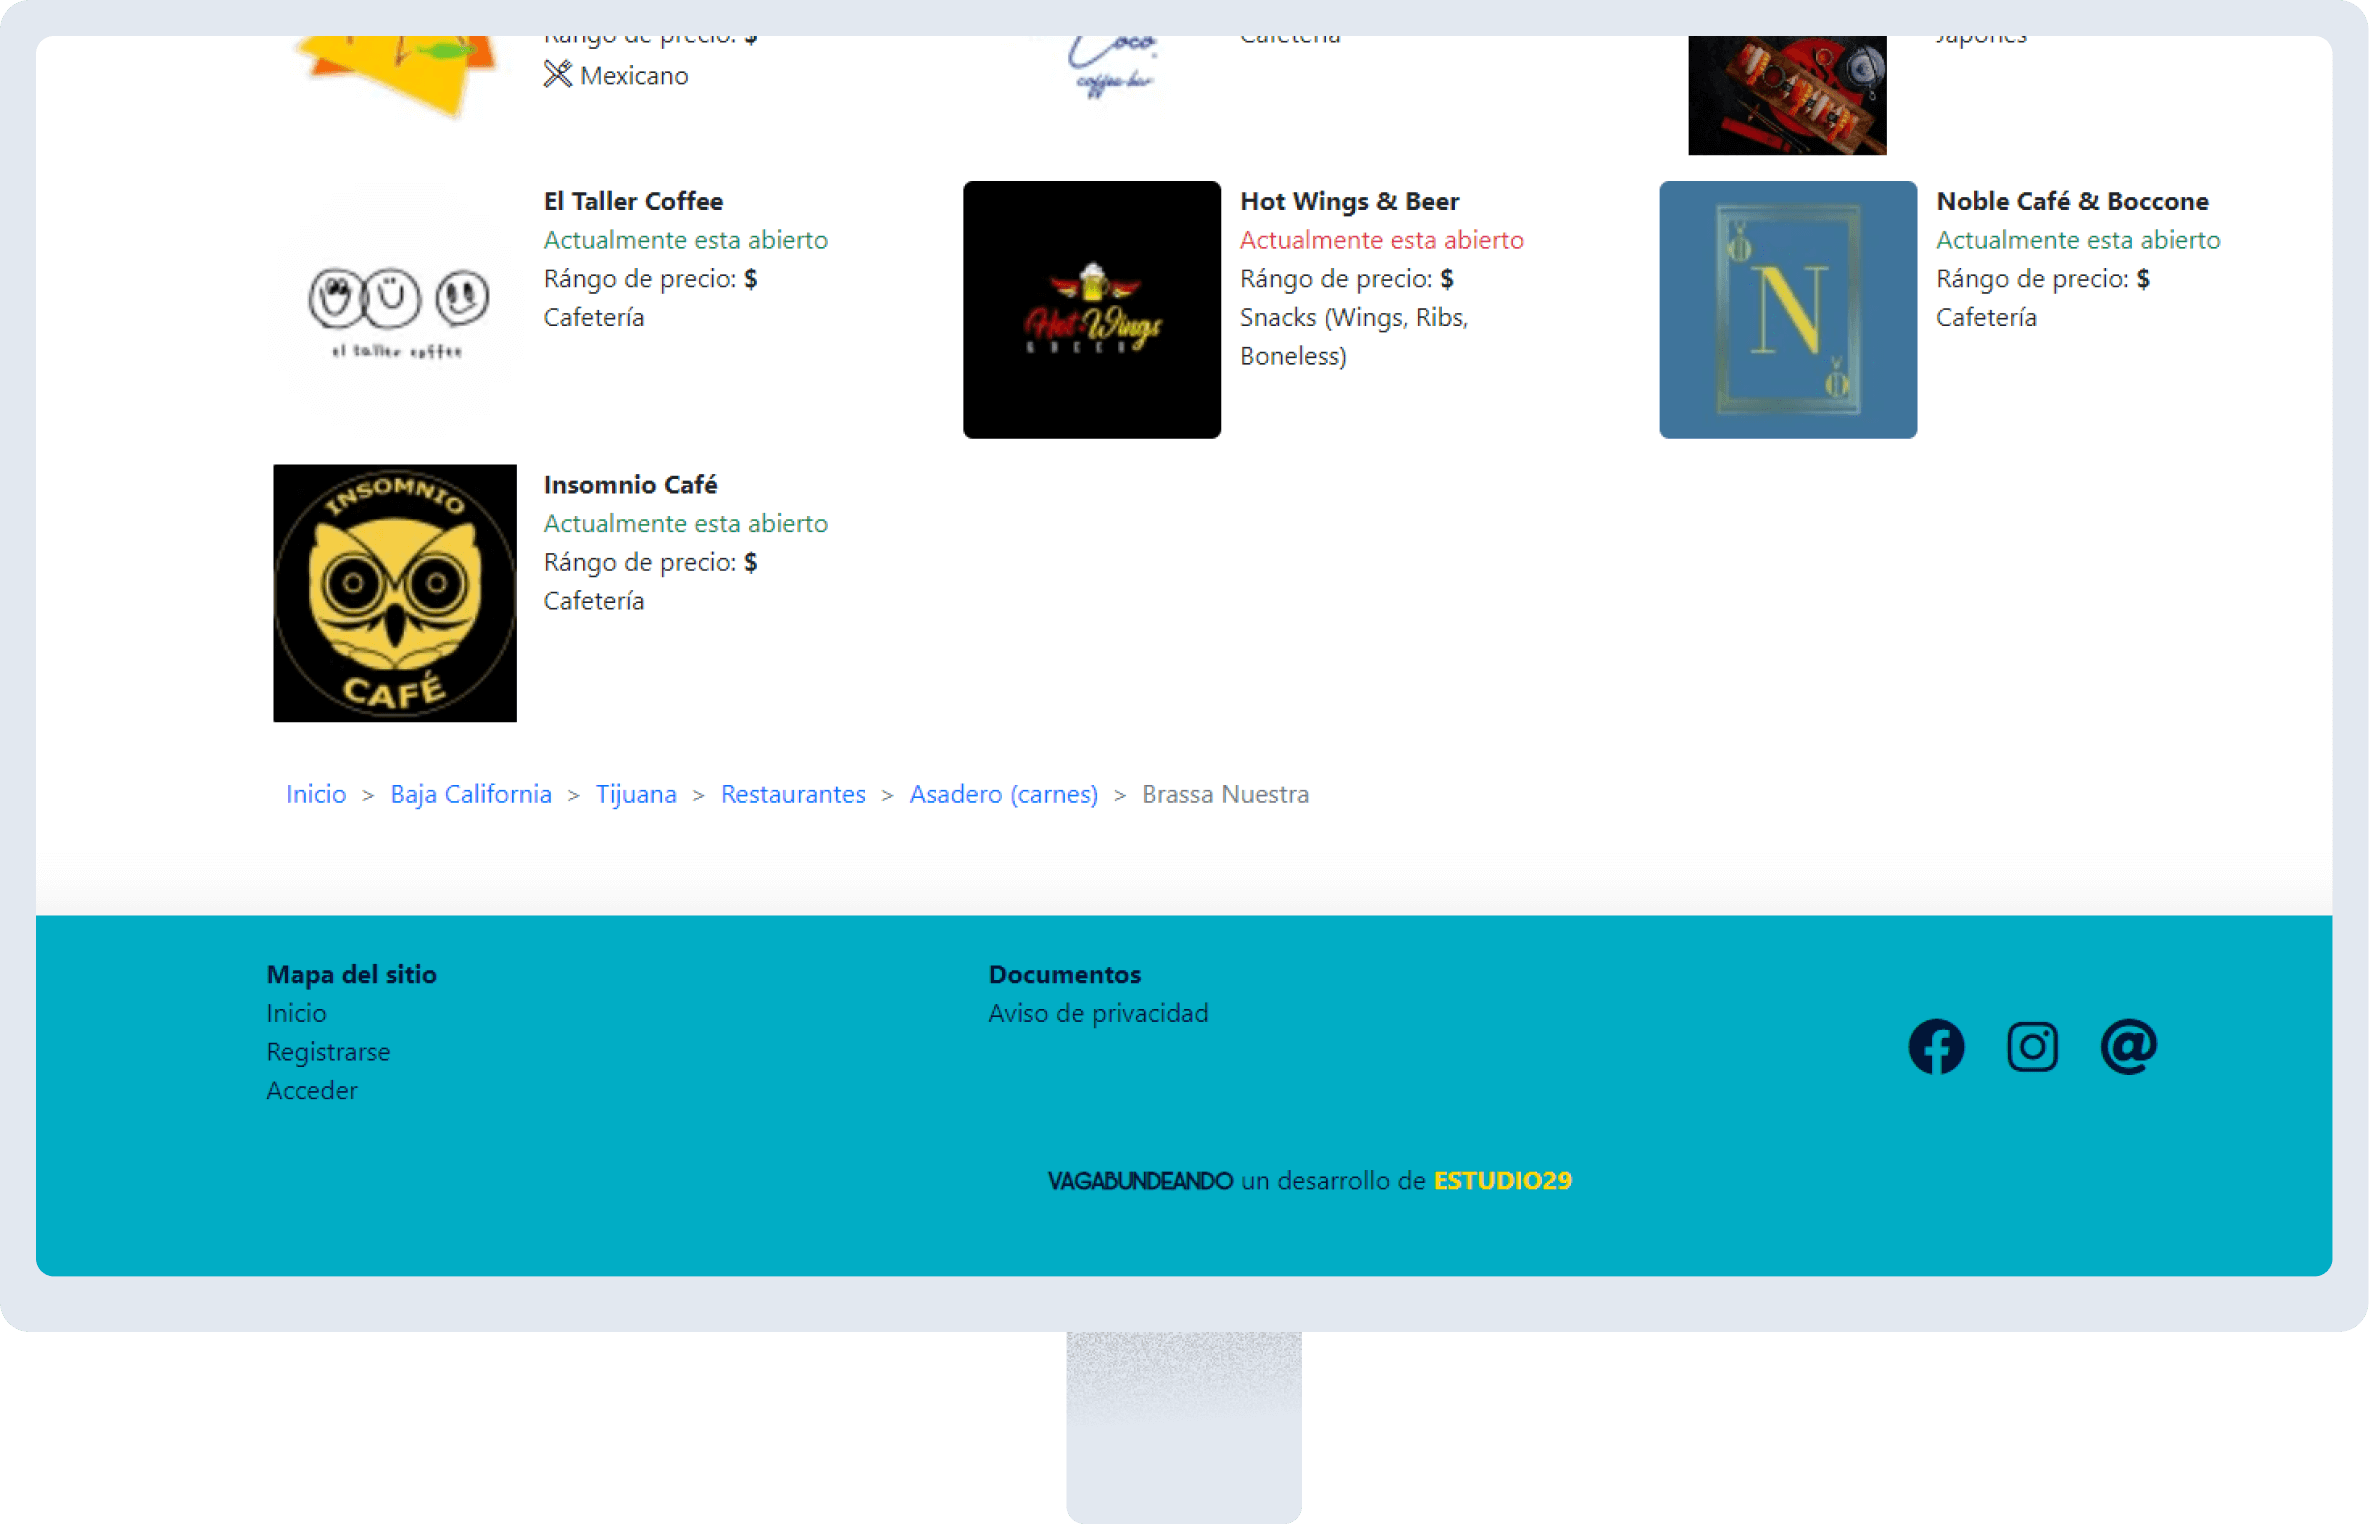 Rángo de precio: $
Mexicano
Coco.
coffee bar
Cafetería
Japonés
El Taller Coffee
Actualmente esta abierto
Rángo de precio: $
Cafetería
el taller coffee
Hot Wings & Beer
Actualmente esta abierto
Rángo de precio: $
Snacks (Wings, Ribs,
Boneless)
Hot Wings
& BEER
Noble Café & Boccone
Actualmente esta abierto
Rángo de precio: $
Cafetería
N
INSOMNIO
CAFÉ
Insomnio Café
Actualmente esta abierto
Rángo de precio: $
Cafetería
Inicio > Baja California > Tijuana > Restaurantes > Asadero (carnes) > Brassa Nuestra
Mapa del sitio
Inicio
Registrarse
Acceder
Documentos
Aviso de privacidad
VAGABUNDEANDO un desarrollo de ESTUDIO29